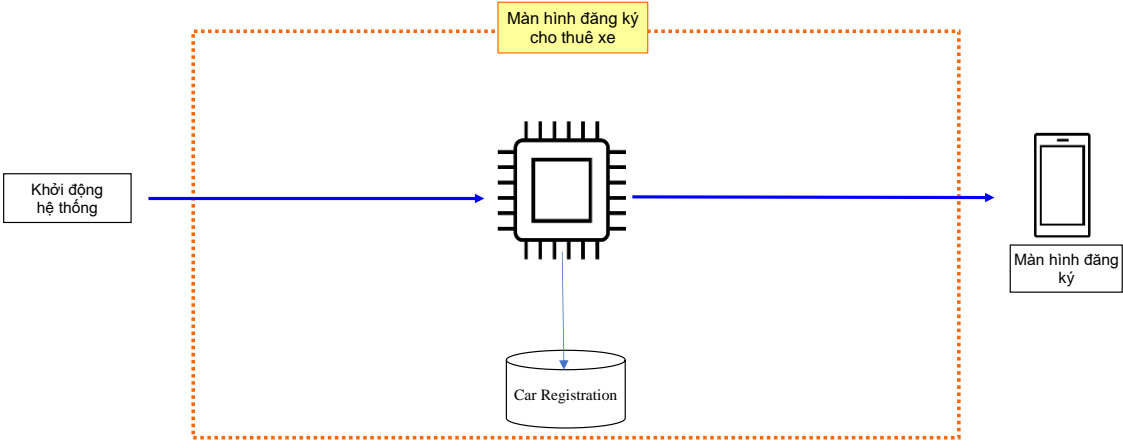 Màn hình đăng ký
cho thuê xe
Khởi động
hệ thống
Màn hình đăng
ký
Car Registration